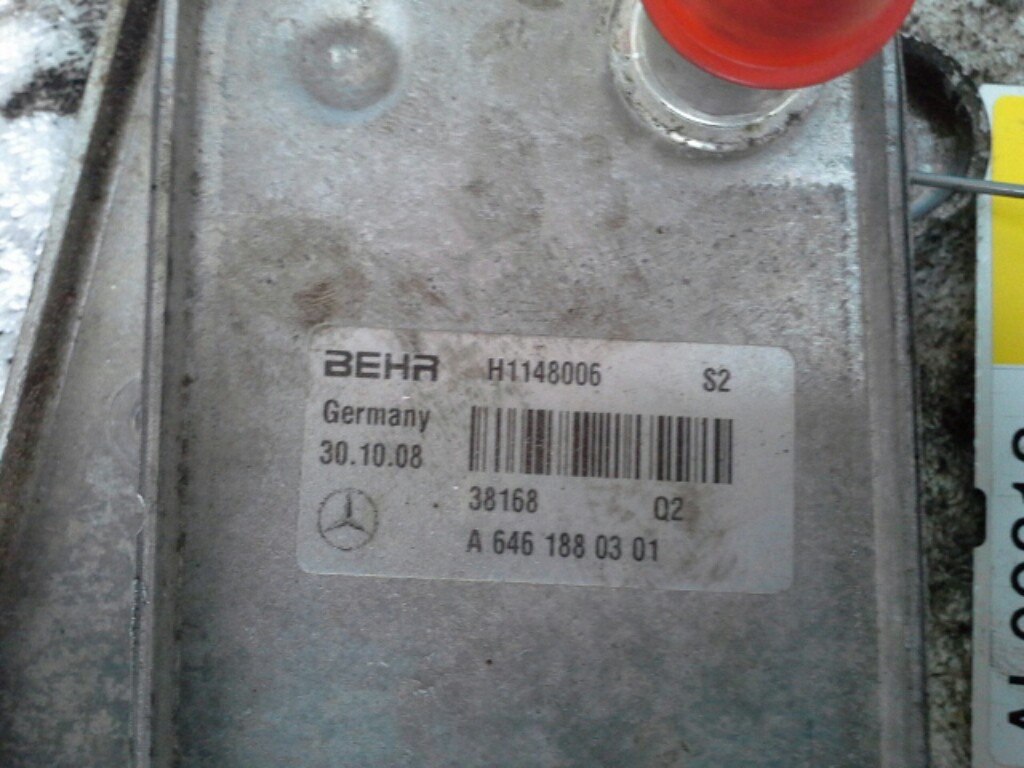 BEHR H1148006 S2
Germany
30.10.08
38168 Q2
A 646 188 03 01